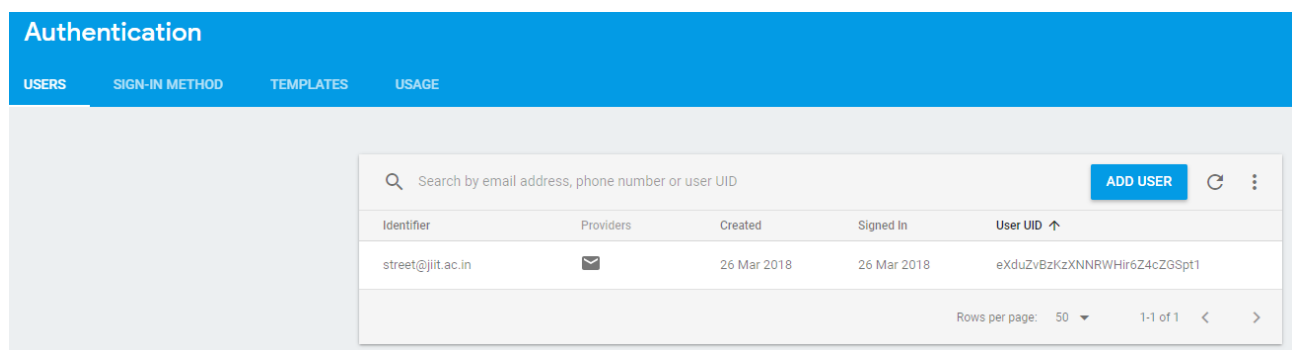 Authentication
USERS SIGN-IN METHOD TEMPLATES USAGE
Search by email address, phone number or user UID ADD USER
Identifier Providers Created Signed In User UID
street@jiit.ac.in 26 Mar 2018 26 Mar 2018 eXduZvBzKzXNNRWHir6Z4cZGSpt1
Rows per page: 50 1-1 of 1